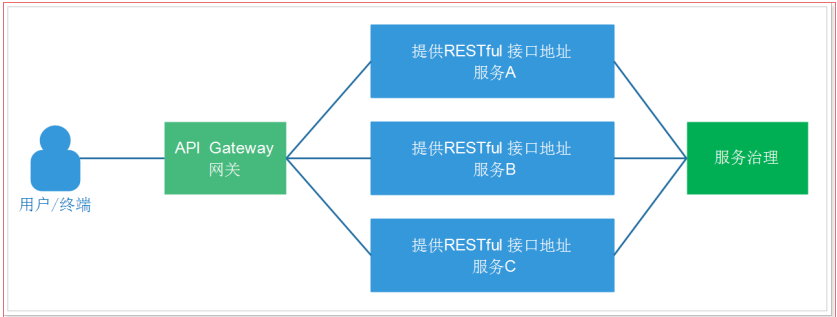 用户/终端
API Gateway
网关
提供RESTful 接口地址
服务A
提供RESTful 接口地址
服务B
提供RESTful 接口地址
服务C
服务治理